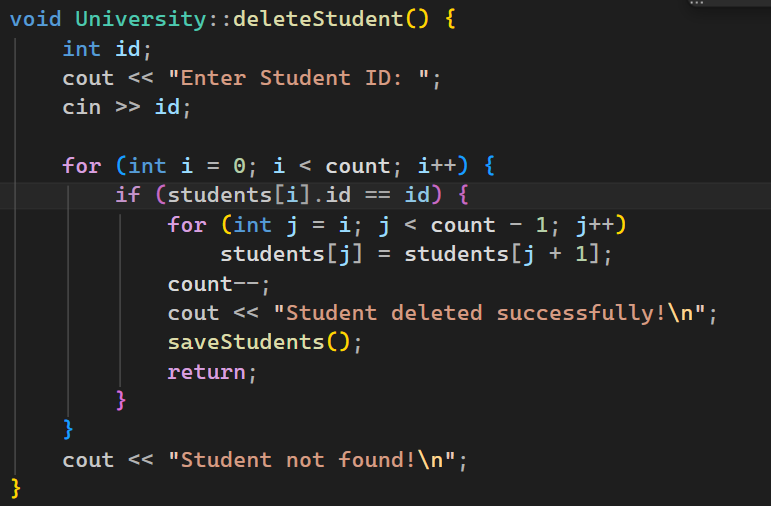 void University::deleteStudent() {
    int id;
    cout << "Enter Student ID: ";
    cin >> id;

    for (int i = 0; i < count; i++) {
        if (students[i].id == id) {
            for (int j = i; j < count - 1; j++)
                students[j] = students[j + 1];
            count--;
            cout << "Student deleted successfully!\n";
            saveStudents();
            return;
        }
    }
    cout << "Student not found!\n";
}